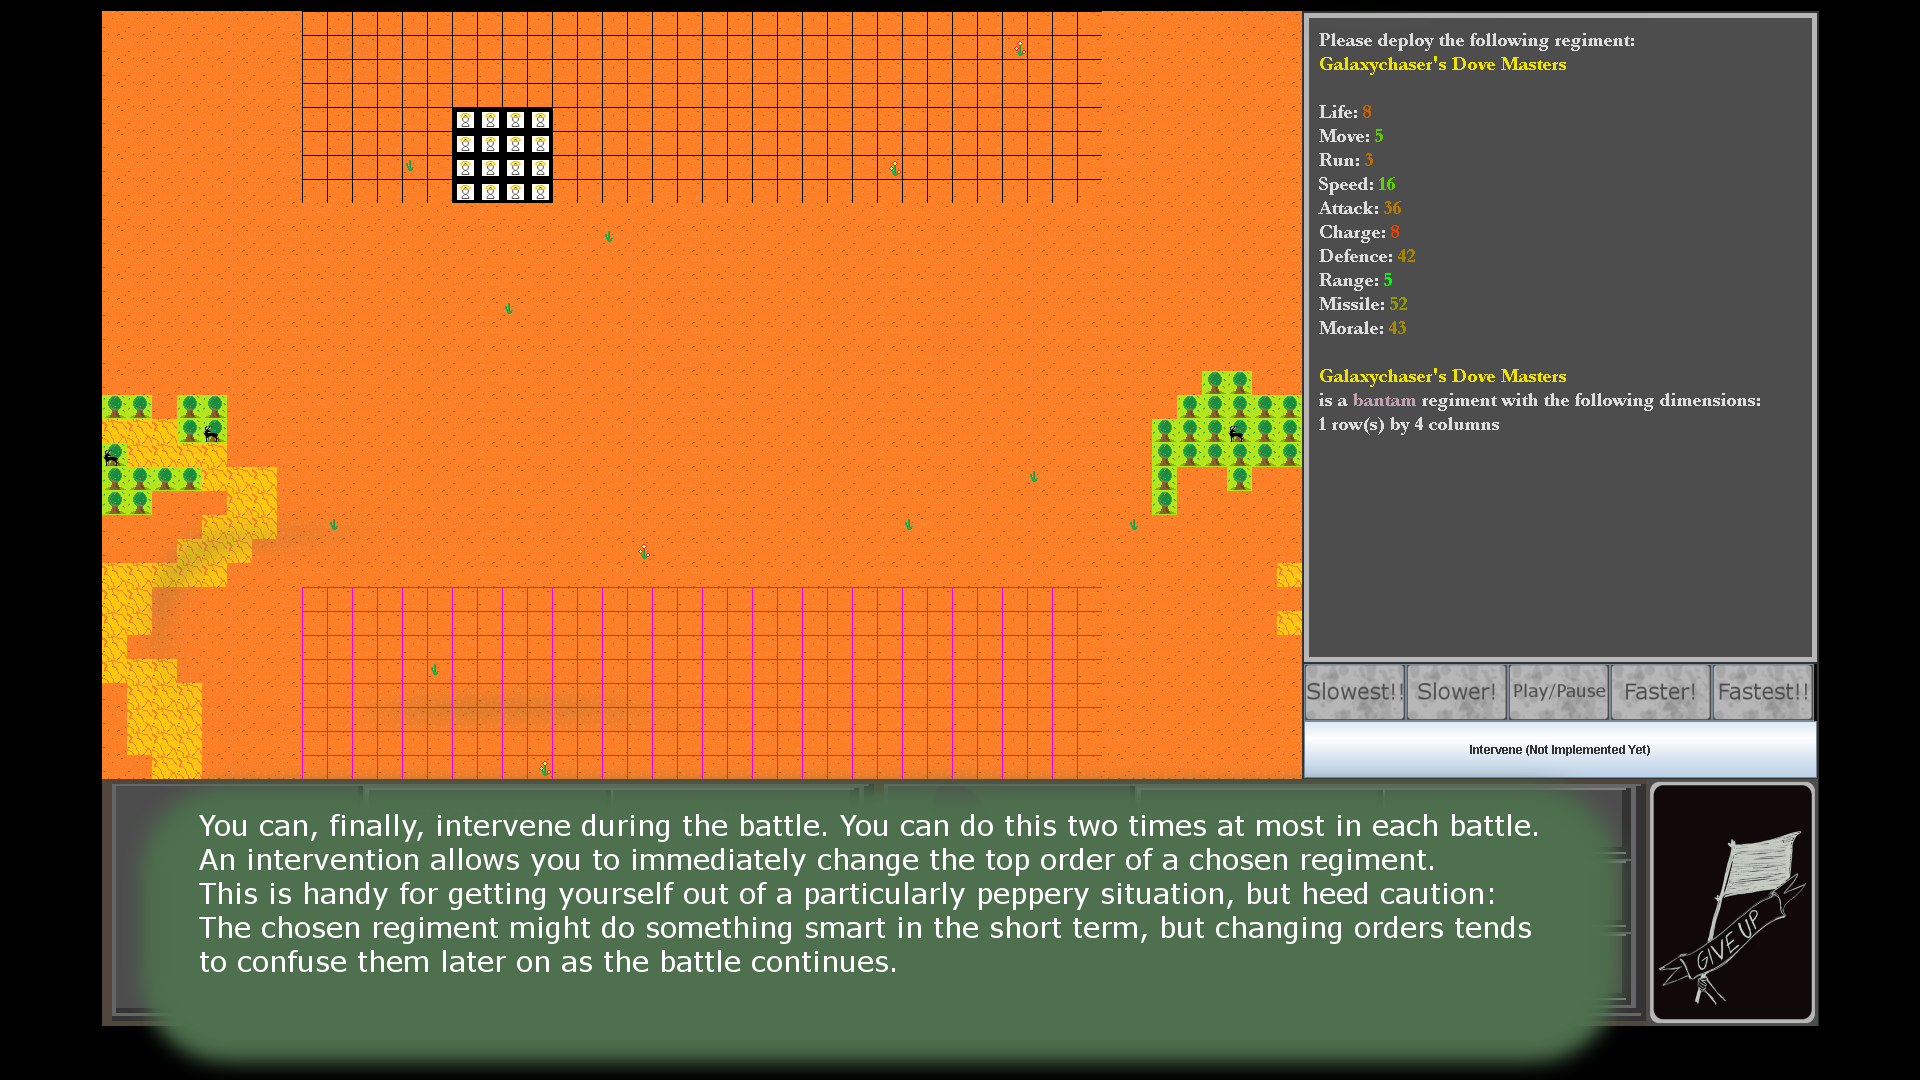 Please deploy the following regiment:
Galaxychaser's Dove Masters
Life: 8
Move: 5
Run: 3
Speed: 16
Attack: 36
Charge: 8
Defence: 42
Range: 5
Missile: 52
Morale: 43
Galaxychaser's Dove Masters
is a bantam regiment with the following dimensions:
1 row(s) by 4 columns
Slowest!! Slower! Play/Pause Faster! Fastest!!
Intervene (Not Implemented Yet)
You can, finally, intervene during the battle. You can do this two times at most in each battle.
An intervention allows you to immediately change the top order of a chosen regiment.
This is handy for getting yourself out of a particularly peppery situation, but heed caution:
The chosen regiment might do something smart in the short term, but changing orders tends
to confuse them later on as the battle continues.
GIVE UP